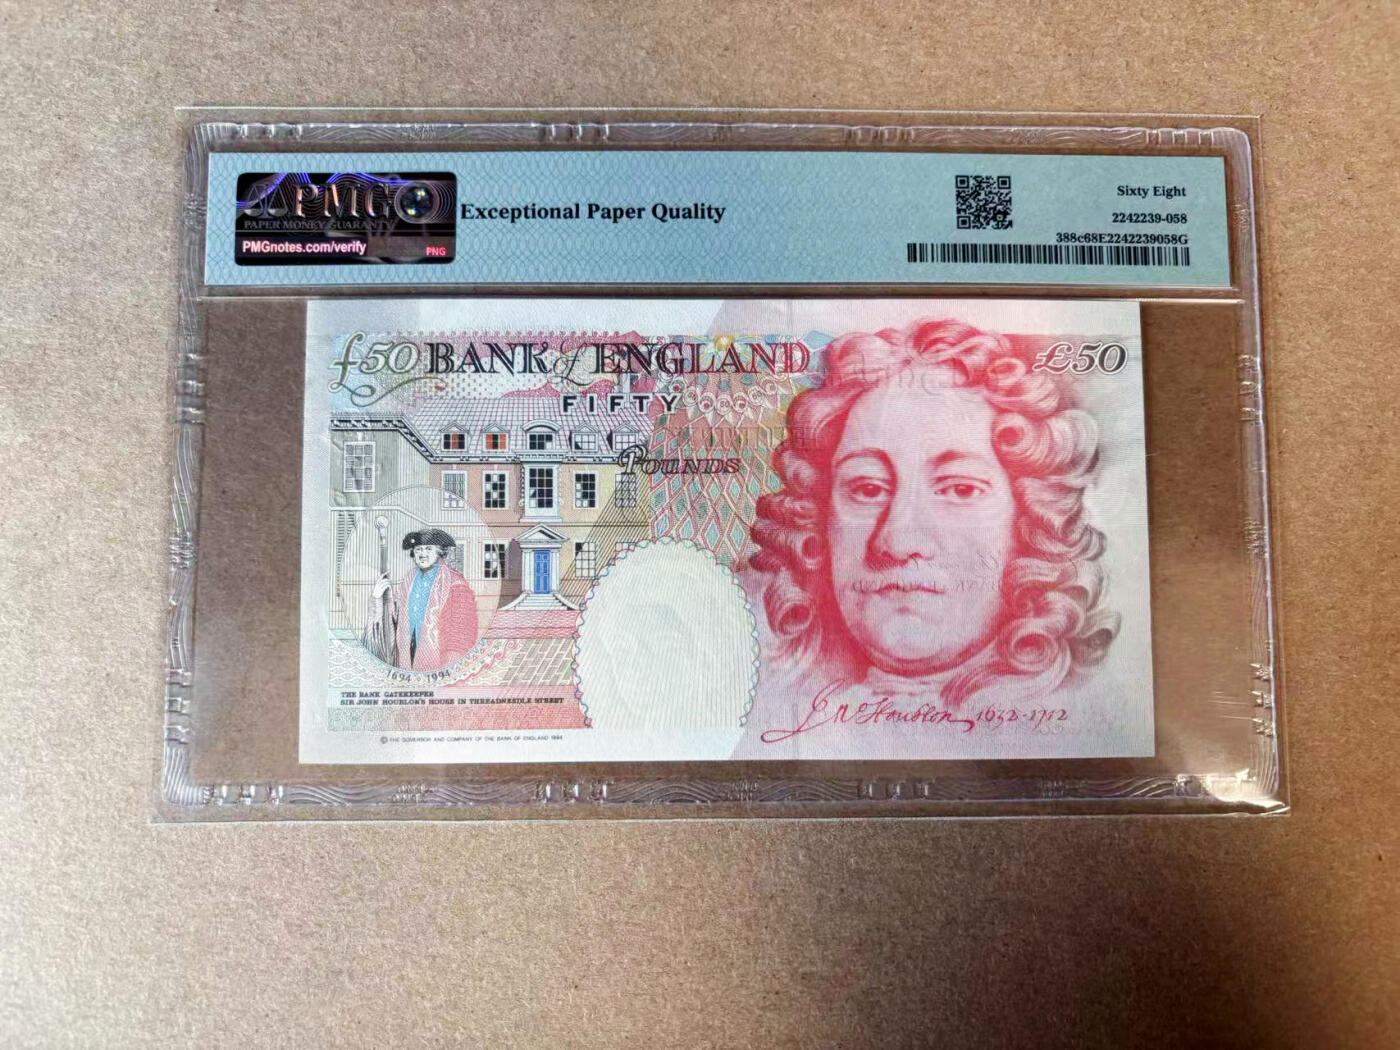 PMG
PAPER MONEY GUARANTY
PMGnotes.com/verify
PNG
Exceptional Paper Quality
Sixty Eight
2242239-058
388c68E2242239058G
£50 BANK of ENGLAND
£50
FIFTY
POUNDS
1694 • 1994
THE BANK GATEKEEPER
SIR JOHN HOUBLON'S HOUSE IN THREADNEEDLE STREET
© THE GOVERNOR AND COMPANY OF THE BANK OF ENGLAND 1994
Jno Houblon 1632-1712